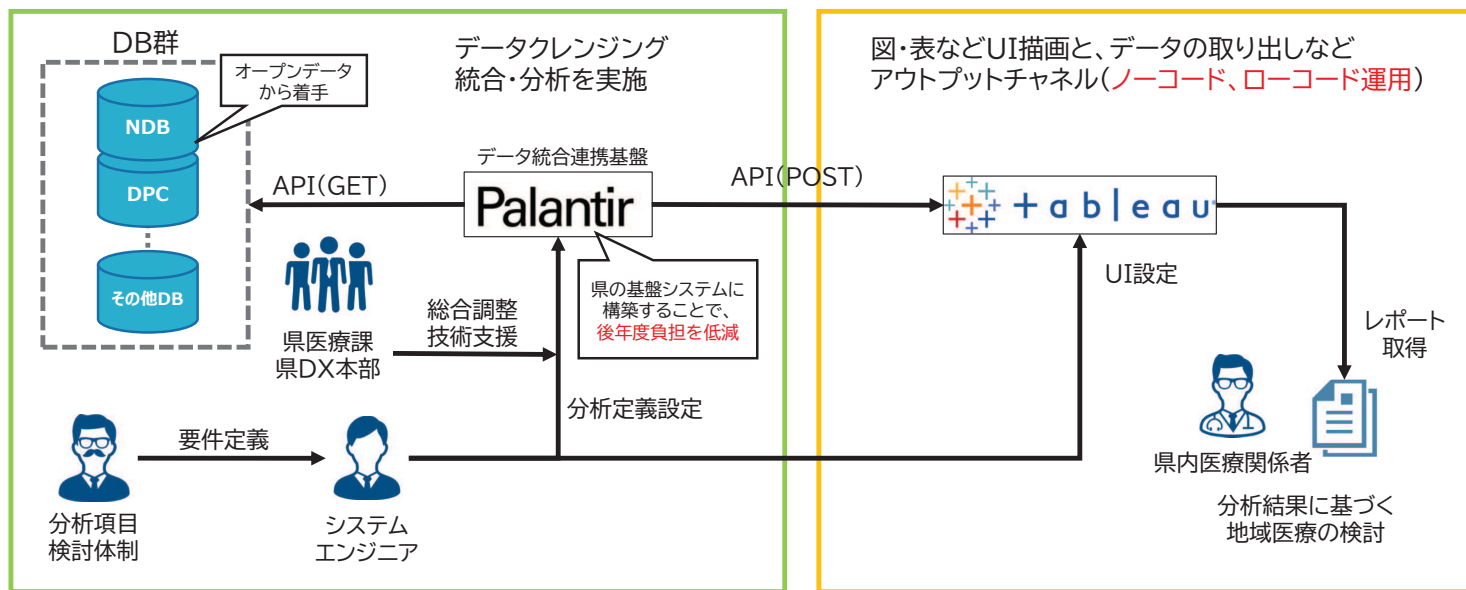 DB群
オープンデータ
から着手
NDB
DPC
その他DB
データクレンジング
統合・分析を実施
データ統合連携基盤
Palantir
API(GET)
API(POST)
県の基盤システムに
構築することで、
後年度負担を低減
県医療課
県DX本部
総合調整
技術支援
分析定義設定
要件定義
分析項目
検討体制
システム
エンジニア
図・表などUI描画と、データの取り出しなど
アウトプットチャネル(ノーコード、ローコード運用)
+ableau
UI設定
レポート
取得
県内医療関係者
分析結果に基づく
地域医療の検討